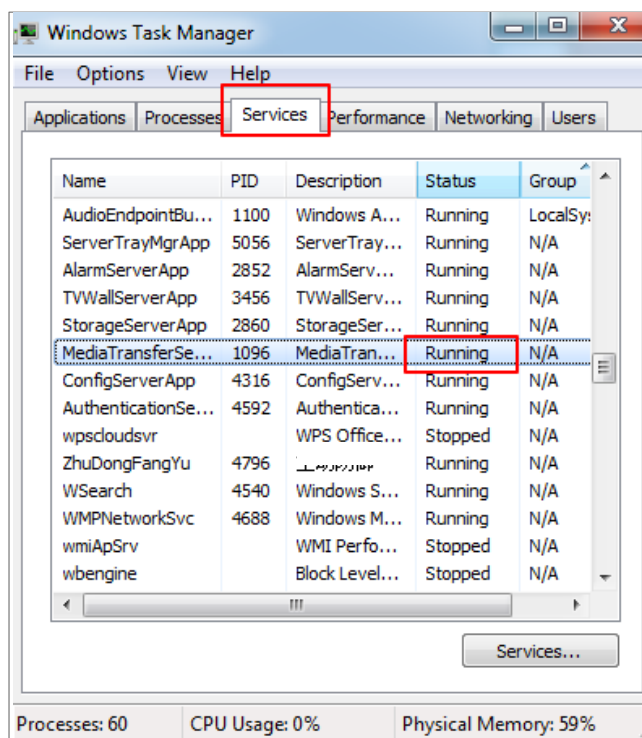 Windows Task Manager
File Options View Help
Applications Processes Services Performance Networking Users
Name PID Description Status Group
AudioEndpointBu... 1100 Windows A... Running LocalSy
ServerTrayMgrApp 5056 ServerTray... Running N/A
AlarmServerApp 2852 AlarmServ... Running N/A
TVWallServerApp 3456 TVWallServ... Running N/A
StorageServerApp 2860 StorageSer... Running N/A
MediaTransferSe... 1096 MediaTran... Running N/A
ConfigServerApp 4316 ConfigServ... Running N/A
AuthenticationSe... 4592 Authentica... Running N/A
wpscloudsvr WPS Office... Stopped N/A
ZhuDongFangYu 4796 Running N/A
WSearch 4540 Windows S... Running N/A
WMPNetworkSvc 4688 Windows M... Running N/A
wmiApSrv WMI Perfo... Stopped N/A
wbengine Block Level... Stopped N/A
Services...
Processes: 60 CPU Usage: 0% Physical Memory: 59%